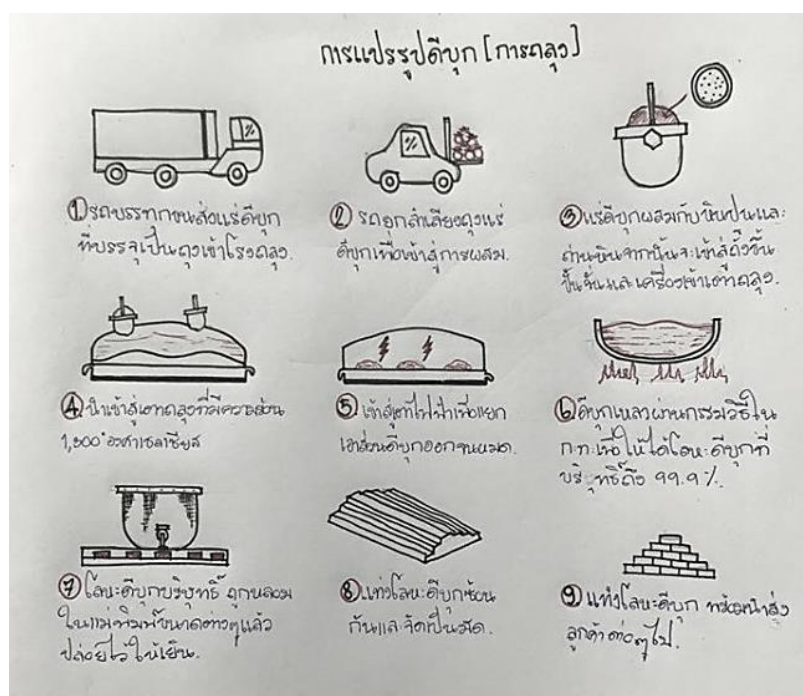 การแปรรูปดีบุก [การถลุง]
① รถบรรทุกขนส่งแร่ดีบุก
ที่บรรจุเป็นถุงเข้าโรงถลุง.
② รถยกลำเลียงถุงแร่
ดีบุกเพื่อเข้าสู่การผสม.
③ แร่ดีบุกผสมกับหินปูนและ
ถ่านหินจากนั้นจะเข้าสู่ถังขึ้น
ปั้นจั่นและเครื่องเข้าเตาถลุง.
④ นำเข้าสู่เตาถลุงที่มีความร้อน
1,300° องศาเซลเซียส
⑤ เข้าสู่เตาไฟฟ้าเพื่อแยก
เอาส่วนดีบุกออกจนหมด.
⑥ ดีบุกเหลวผ่านกรรมวิธีใน
ก.ท.เพื่อให้ได้โลหะดีบุกที่
บริสุทธิ์ถึง 99.9 %.
⑦ โลหะดีบุกบริสุทธิ์ ถูกหลอม
ในแม่พิมพ์ขนาดต่างๆแล้ว
ปล่อยไว้ให้เย็น.
⑧ แท่งโลหะดีบุกซ้อน
กันและจัดเป็นมัด.
⑨ แท่งโลหะดีบุก พร้อมนำส่ง
ลูกค้าต่อๆไป.